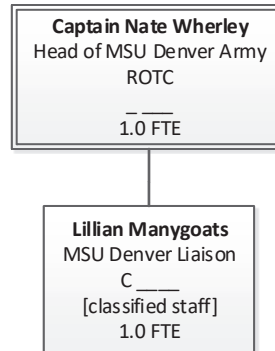 Captain Nate Wherley
Head of MSU Denver Army
ROTC
_ ___
1.0 FTE
Lillian Manygoats
MSU Denver Liaison
C ____
[classified staff]
1.0 FTE